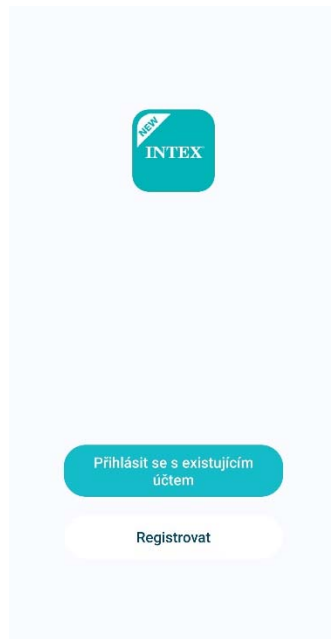 NEW
INTEX
Přihlásit se s existujícím
účtem
Registrovat